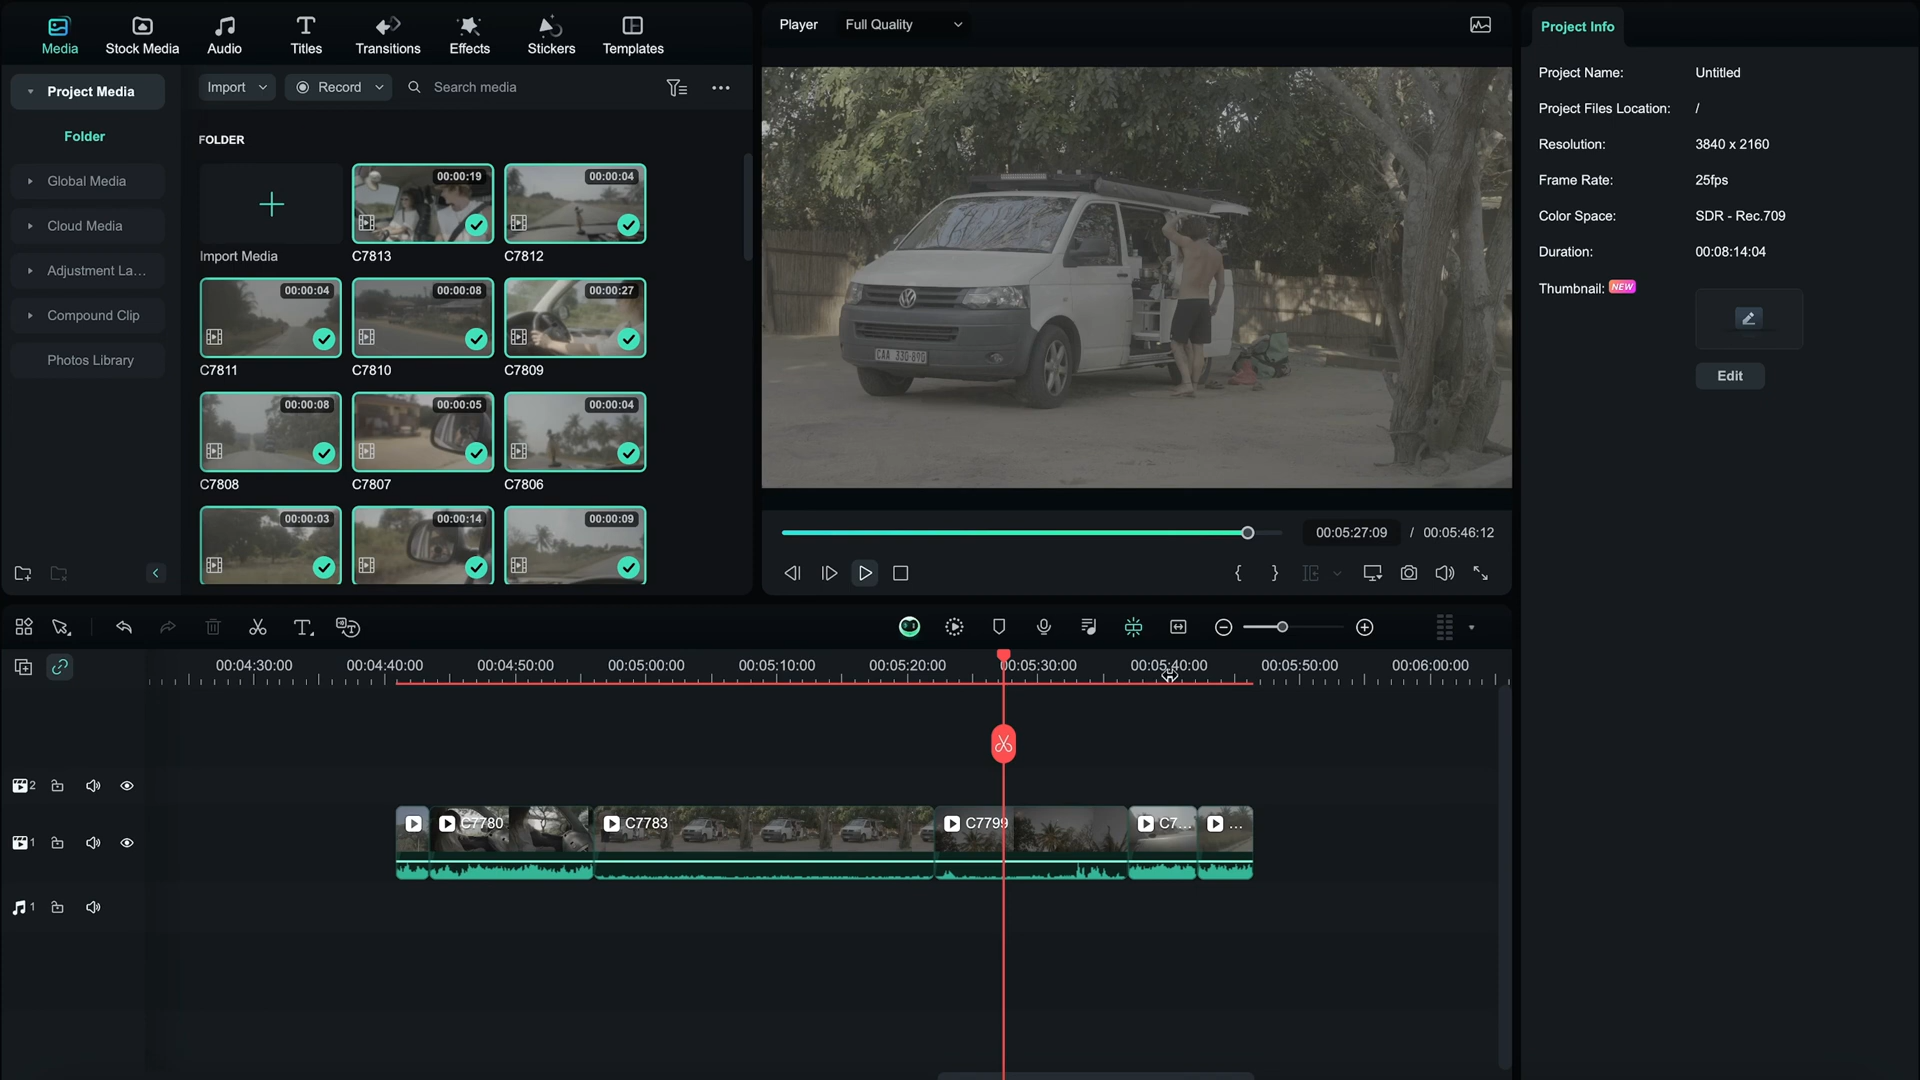 Media
Stock Media
Audio
Titles
Transitions
Effects
Stickers
Templates
Player
Full Quality
Project Info
Project Media
Folder
Global Media
Cloud Media
Adjustment La...
Compound Clip
Photos Library
Import
Record
Search media
FOLDER
Import Media
00:00:19
C7813
00:00:04
C7812
00:00:04
C7811
00:00:08
C7810
00:00:27
C7809
00:00:08
C7808
00:00:05
C7807
00:00:04
C7806
00:00:03
00:00:14
00:00:09
CAA 330 890
00:05:27:09 / 00:05:46:12
Project Name: Untitled
Project Files Location: /
Resolution: 3840 x 2160
Frame Rate: 25fps
Color Space: SDR - Rec.709
Duration: 00:08:14:04
Thumbnail: NEW
Edit
00:04:30:00 00:04:40:00 00:04:50:00 00:05:00:00 00:05:10:00 00:05:20:00 00:05:30:00 00:05:40:00 00:05:50:00 00:06:00:00
2
1
C7780
C7783
C7799
C7...
...
1